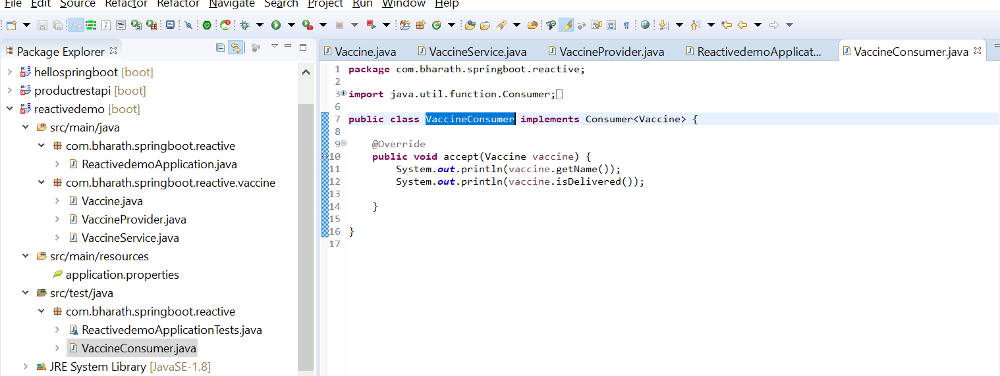 File Edit Source Refactor Refactor Navigate Search Project Run Window Help
Package Explorer
hellospringboot [boot]
productrestapi [boot]
reactivedemo [boot]
src/main/java
com.bharath.springboot.reactive
ReactivedemoApplication.java
com.bharath.springboot.reactive.vaccine
Vaccine.java
VaccineProvider.java
VaccineService.java
src/main/resources
application.properties
src/test/java
com.bharath.springboot.reactive
ReactivedemoApplicationTests.java
VaccineConsumer.java
JRE System Library [JavaSE-1.8]
Vaccine.java VaccineService.java VaccineProvider.java ReactivedemoApplicat... VaccineConsumer.java
1 package com.bharath.springboot.reactive;
2
3 import java.util.function.Consumer;
6
7 public class VaccineConsumer implements Consumer<Vaccine> {
8
9 @Override
10 public void accept(Vaccine vaccine) {
11 System.out.println(vaccine.getName());
12 System.out.println(vaccine.isDelivered());
13
14 }
15
16 }
17